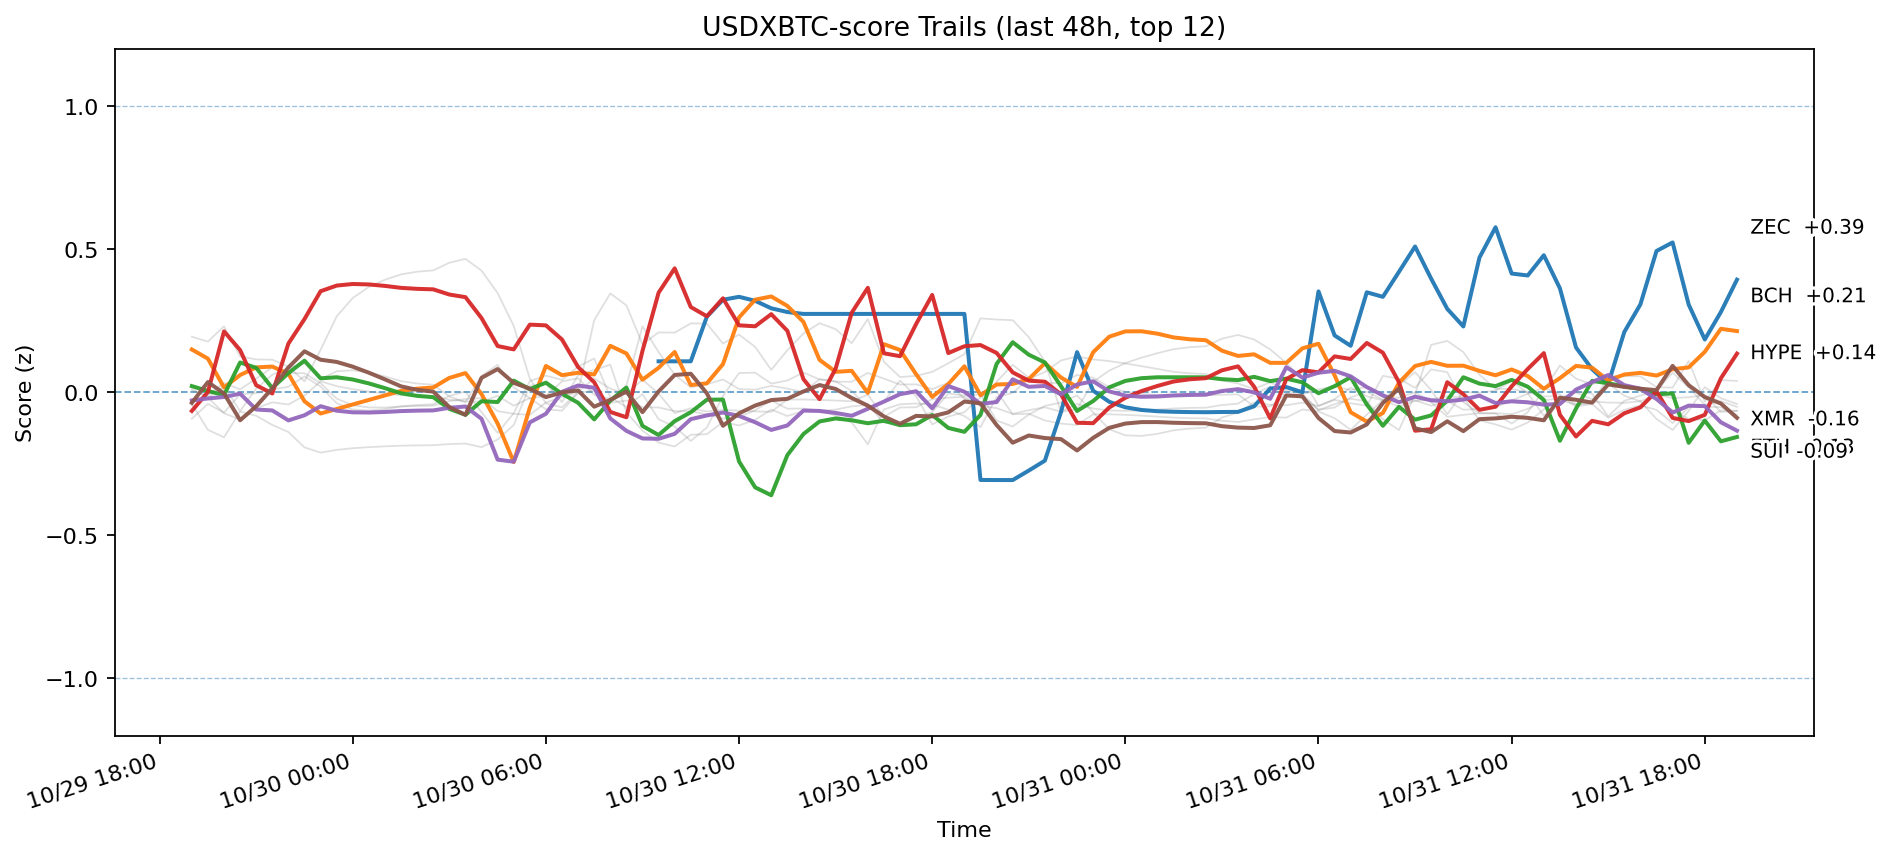 USDXBTC-score Trails (last 48h, top 12)
Score (z)
1.0
0.5
0.0
−0.5
−1.0
ZEC +0.39
BCH +0.21
HYPE +0.14
XMR -0.16
SUI -0.09
10/29 18:00
10/30 00:00
10/30 06:00
10/30 12:00
10/30 18:00
10/31 00:00
10/31 06:00
10/31 12:00
10/31 18:00
Time